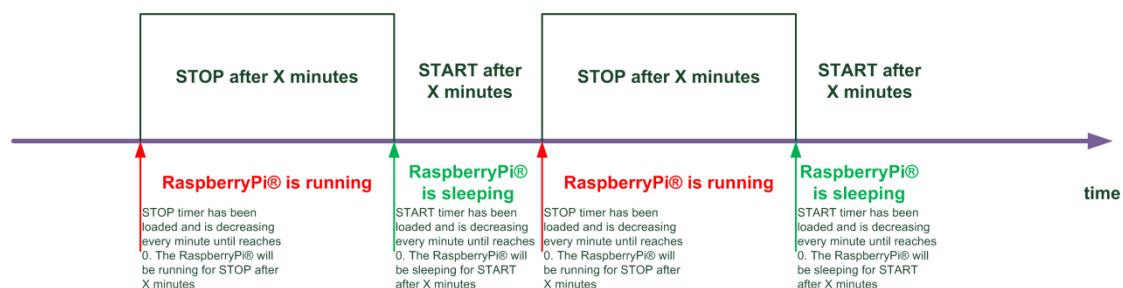 STOP after X minutes
START after
X minutes
STOP after X minutes
START after
X minutes
RaspberryPi® is running
RaspberryPi®
is sleeping
RaspberryPi® is running
RaspberryPi®
is sleeping
time
STOP timer has been
loaded and is decreasing
every minute until reaches
0. The RaspberryPi® will
be running for STOP after
X minutes
START timer has been
loaded and is decreasing
every minute until reaches
0. The RaspberryPi® will
be sleeping for START
after X minutes
STOP timer has been
loaded and is decreasing
every minute until reaches
0. The RaspberryPi® will
be running for STOP after
X minutes
START timer has been
loaded and is decreasing
every minute until reaches
0. The RaspberryPi® will
be sleeping for START
after X minutes